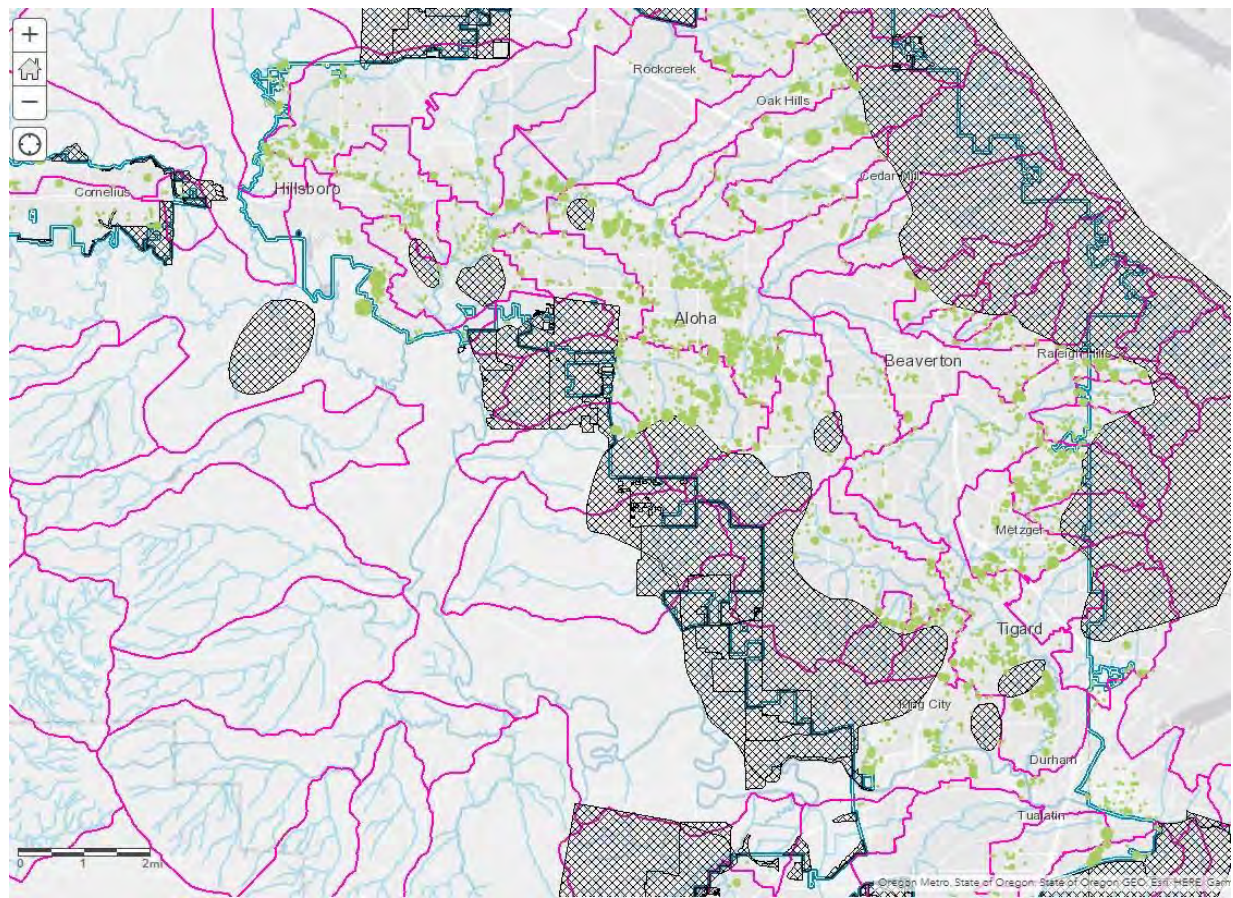 +
−
Rockcreek
Oak Hills
Cedar Mill
Cornelius
Hillsboro
Aloha
Raleigh Hills
Beaverton
Metzger
Tigard
King City
Durham
Tualatin
0 1 2mi
Oregon Metro, State of Oregon, State of Oregon GEO, Esri, HERE, Garm